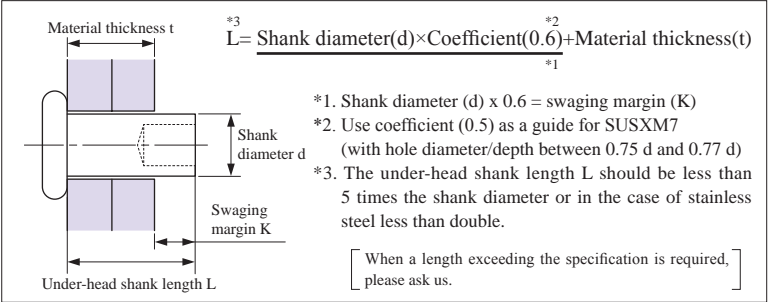 Material thickness t
*3 *2
L= Shank diameter(d)×Coefficient(0.6)+Material thickness(t)
*1
*1. Shank diameter (d) x 0.6 = swaging margin (K)
*2. Use coefficient (0.5) as a guide for SUSXM7
(with hole diameter/depth between 0.75 d and 0.77 d)
*3. The under-head shank length L should be less than
5 times the shank diameter or in the case of stainless
steel less than double.
When a length exceeding the specification is required,
please ask us.
Shank
diameter d
Swaging
margin K
Under-head shank length L